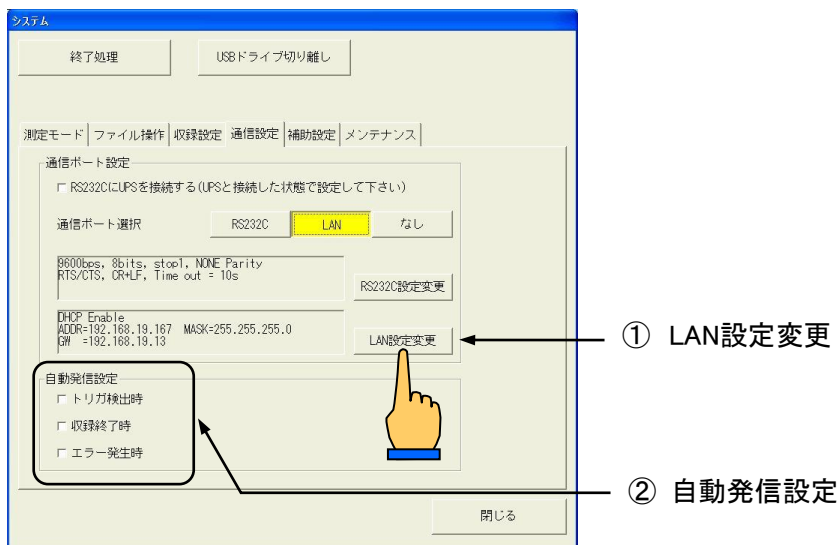 システム
終了処理 USBドライブ切り離し
測定モード ファイル操作 収録設定 通信設定 補助設定 メンテナンス
通信ポート設定
RS232CにUPSを接続する(UPSと接続した状態で設定して下さい)
通信ポート選択 RS232C LAN なし
9600bps, 8bits, stop1, NONE Parity
RTS/CTS, CR+LF, Time out = 10s
RS232C設定変更
DHCP Enable
ADDR=192.168.19.167 MASK=255.255.255.0
GW =192.168.19.13
LAN設定変更
① LAN設定変更
自動発信設定
トリガ検出時
収録終了時
エラー発生時
② 自動発信設定
閉じる